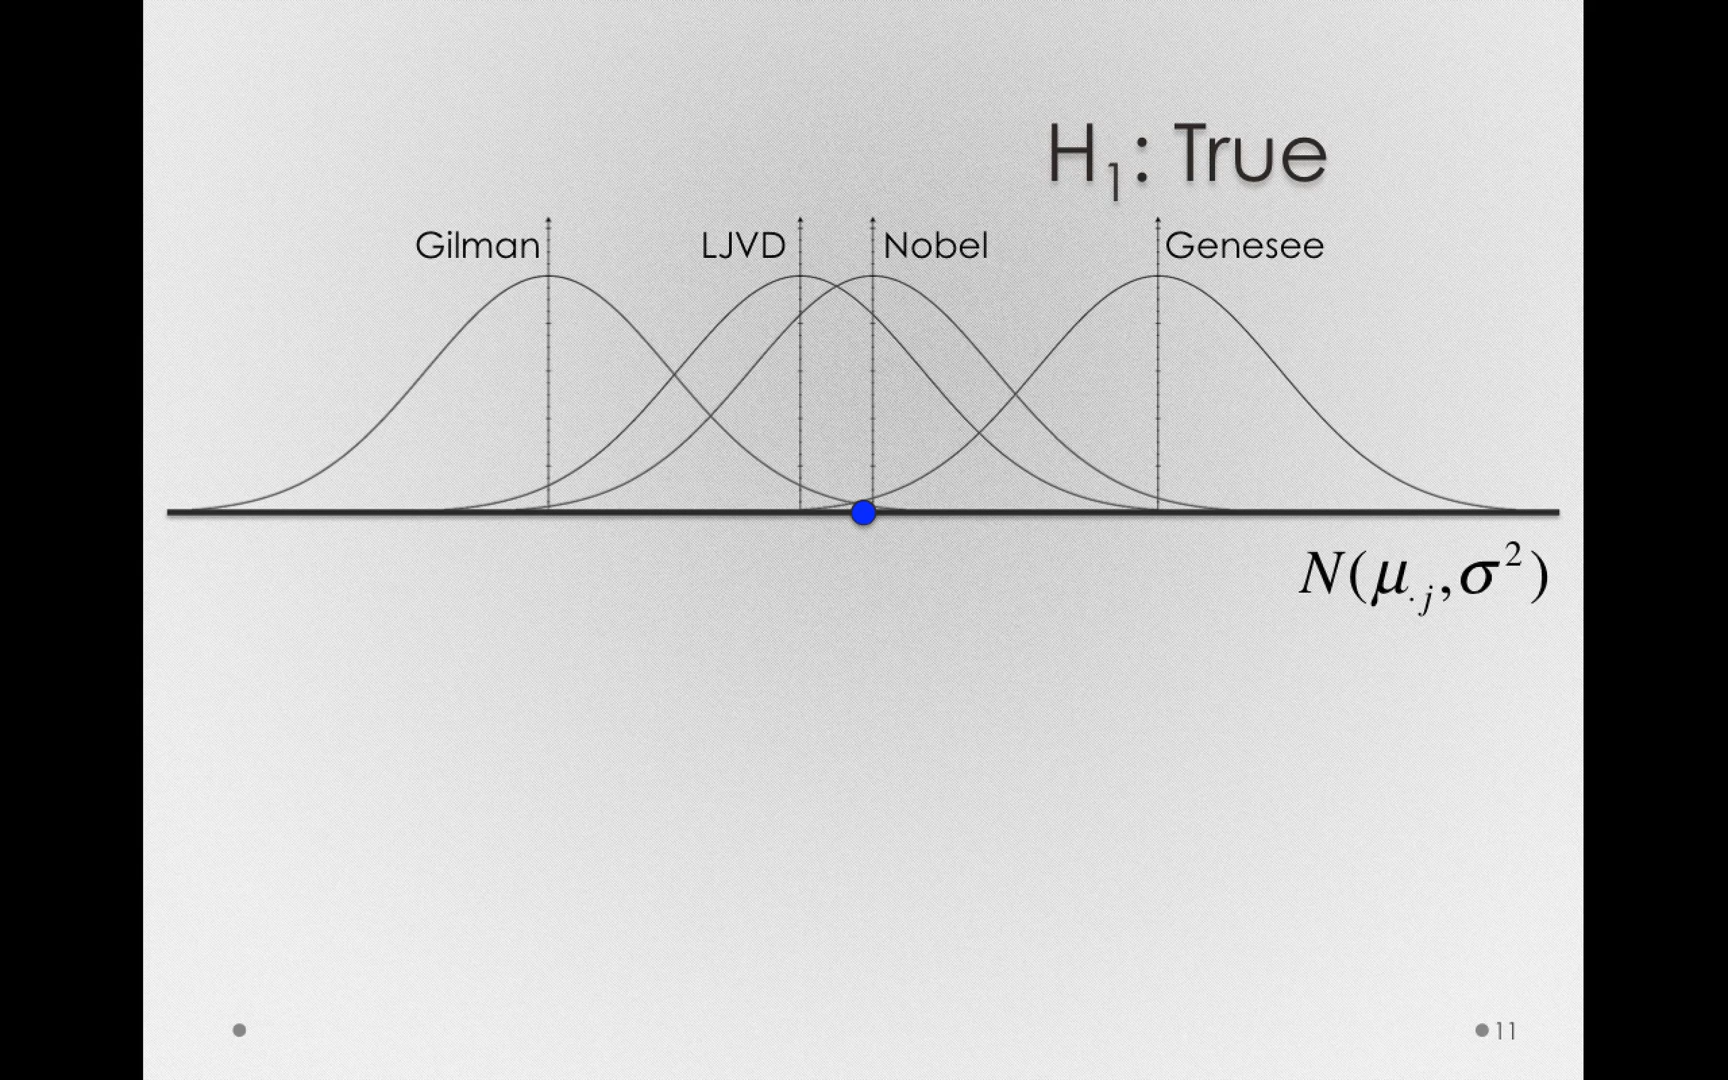 H₁: True
Gilman LJVD Nobel Genesee
N(μ.j,σ²)
11